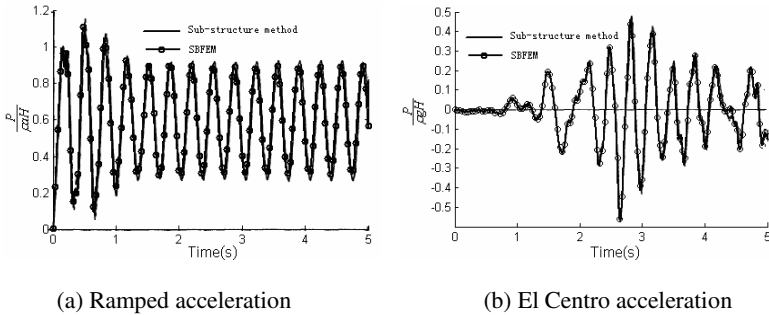 1.2
1
0.8
0.6
0.4
0.2
0
0 1 2 3 4 5
Sub-structure method
SBFEM
Time(s)
0.5
0.4
0.3
0.2
0.1
0.0
-0.1
-0.2
-0.3
-0.4
-0.5
0 1 2 3 4 5
Sub-structure method
SBFEM
P
ρgH
Time(s)
(a) Ramped acceleration
(b) El Centro acceleration